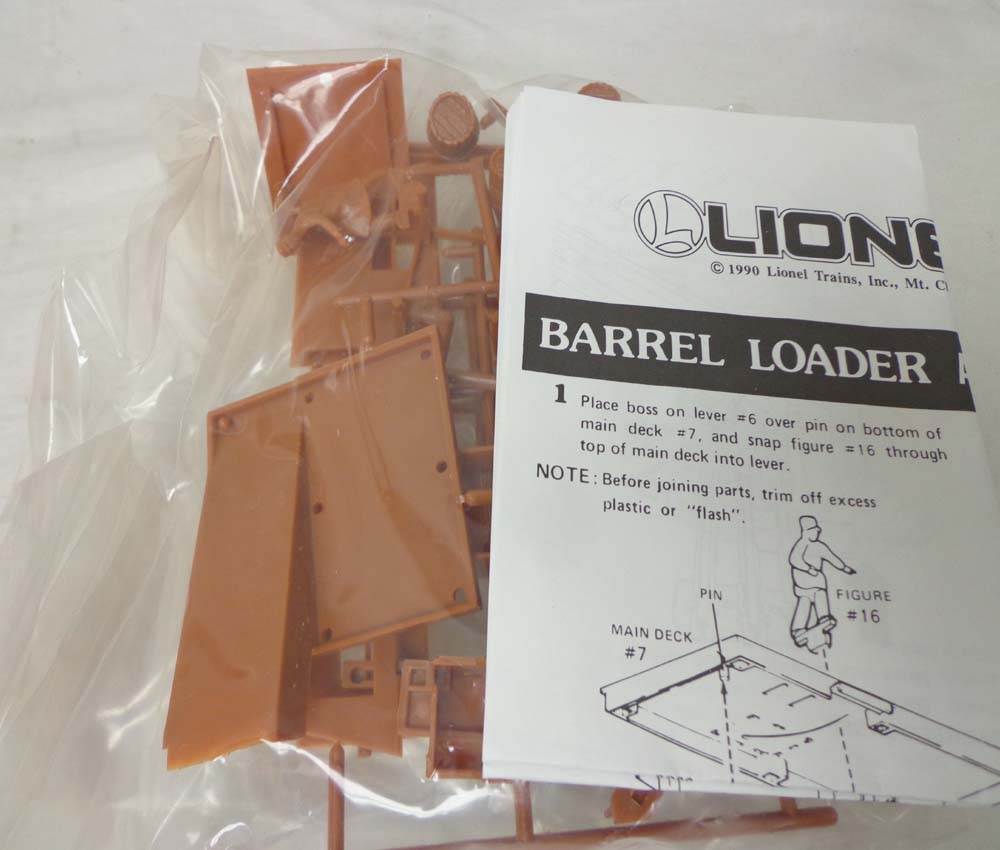 LIONE
© 1990 Lionel Trains, Inc., Mt. C
BARREL LOADER
1 Place boss on lever #6 over pin on bottom of
main deck #7, and snap figure #16 through
top of main deck into lever.
NOTE: Before joining parts, trim off excess
plastic or "flash".
PIN
FIGURE
#16
MAIN DECK
#7